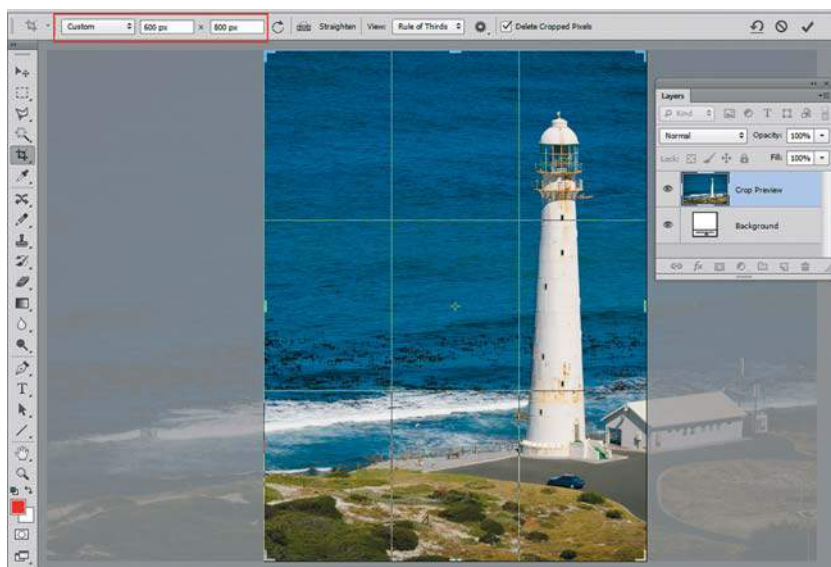 Custom 600 px × 800 px Straighten View: Rule of Thirds Delete Cropped Pixels
Layers
Kind
Normal Opacity: 100%
Lock: Fill: 100%
Crop Preview
Background